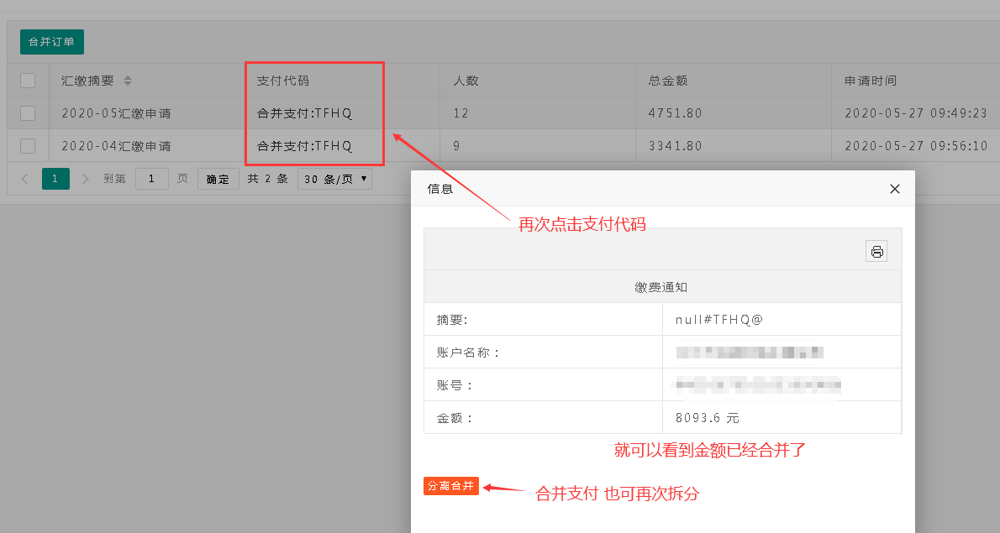 合并订单
汇缴摘要 支付代码 人数 总金额 申请时间
2020-05汇缴申请 合并支付:TFHQ 12 4751.80 2020-05-27 09:49:23
2020-04汇缴申请 合并支付:TFHQ 9 3341.80 2020-05-27 09:56:10
1 到第 1 页 确定 共 2 条 30 条/页
信息
再次点击支付代码
缴费通知
摘要: null#TFHQ@
账户名称：
账号：
金额： 8093.6 元
就可以看到金额已经合并了
分离合并
合并支付 也可再次拆分